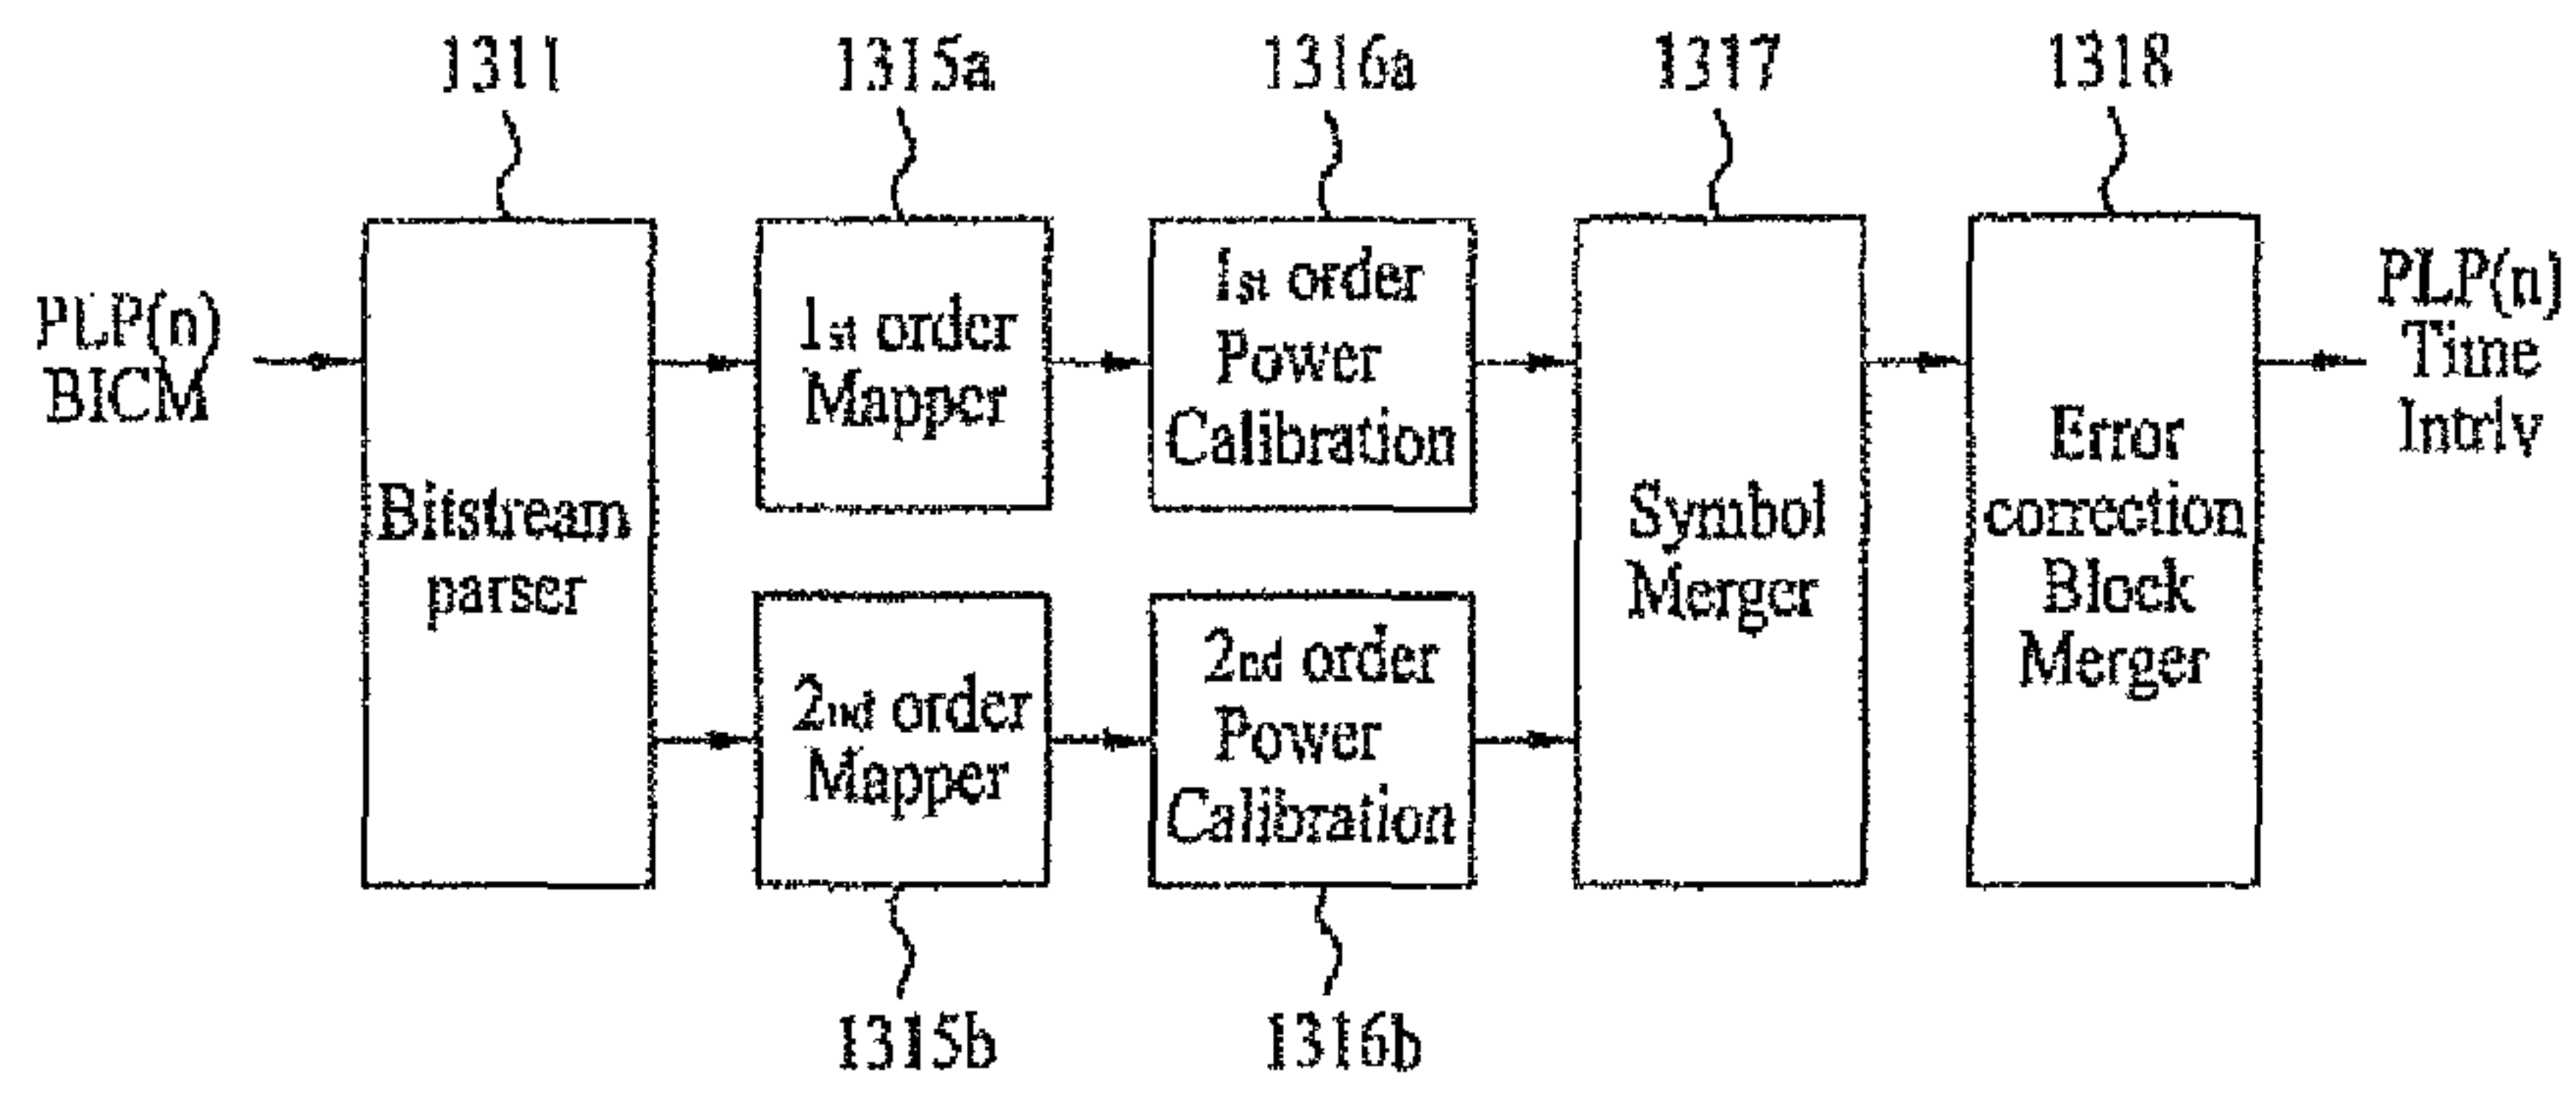 1311
1315a
1316a
1317
1318
PLP(n)
BICM
Bitstream
parser
1st order
Mapper
1st order
Power
Calibration
2nd order
Mapper
2nd order
Power
Calibration
Symbol
Merger
Error
correction
Block
Merger
PLP(n)
Time
Intrlv
1315b
1316b